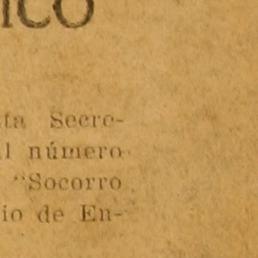 ico
ta Secre-
l número
"Socorro
io de En-